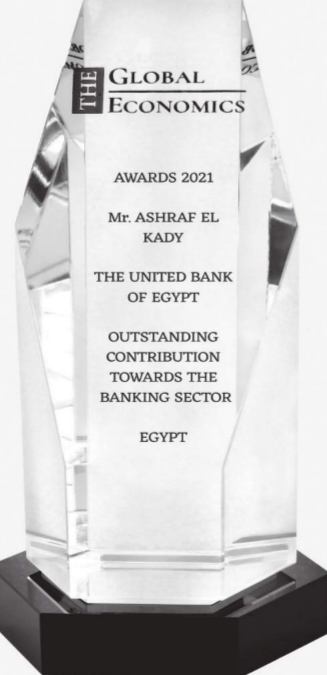 THE GLOBAL
ECONOMICS
AWARDS 2021
Mr. ASHRAF EL
KADY
THE UNITED BANK
OF EGYPT
OUTSTANDING
CONTRIBUTION
TOWARDS THE
BANKING SECTOR
EGYPT